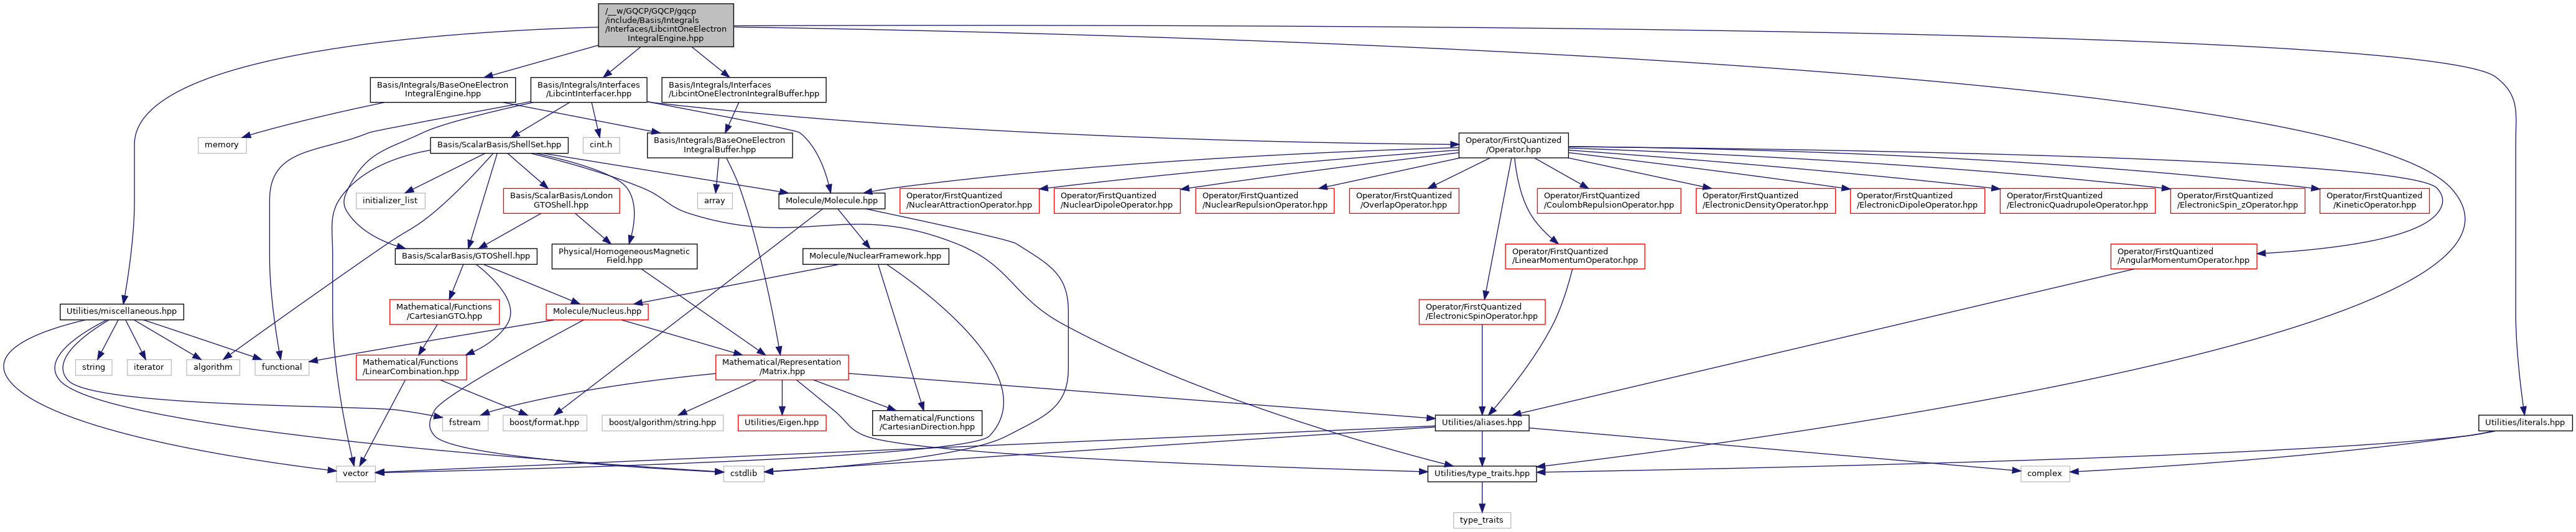 /__w/GQCP/GQCP/gqcp
/include/Basis/Integrals
/Interfaces/LibcintOneElectron
IntegralEngine.hpp
Basis/Integrals/BaseOneElectron
IntegralEngine.hpp
Basis/Integrals/Interfaces
/LibcintInterfacer.hpp
Basis/Integrals/Interfaces
/LibcintOneElectronIntegralBuffer.hpp
memory
Basis/ScalarBasis/ShellSet.hpp
cint.h
Basis/Integrals/BaseOneElectron
IntegralBuffer.hpp
Operator/FirstQuantized
/Operator.hpp
initializer_list
Basis/ScalarBasis/London
GTOShell.hpp
array
Molecule/Molecule.hpp
Operator/FirstQuantized
/NuclearAttractionOperator.hpp
Operator/FirstQuantized
/NuclearDipoleOperator.hpp
Operator/FirstQuantized
/NuclearRepulsionOperator.hpp
Operator/FirstQuantized
/OverlapOperator.hpp
Operator/FirstQuantized
/CoulombRepulsionOperator.hpp
Operator/FirstQuantized
/ElectronicDensityOperator.hpp
Operator/FirstQuantized
/ElectronicDipoleOperator.hpp
Operator/FirstQuantized
/ElectronicQuadrupoleOperator.hpp
Operator/FirstQuantized
/ElectronicSpin_zOperator.hpp
Operator/FirstQuantized
/KineticOperator.hpp
Basis/ScalarBasis/GTOShell.hpp
Physical/HomogeneousMagnetic
Field.hpp
Molecule/NuclearFramework.hpp
Operator/FirstQuantized
/LinearMomentumOperator.hpp
Operator/FirstQuantized
/AngularMomentumOperator.hpp
Utilities/miscellaneous.hpp
Mathematical/Functions
/CartesianGTO.hpp
Molecule/Nucleus.hpp
Operator/FirstQuantized
/ElectronicSpinOperator.hpp
string
iterator
algorithm
functional
Mathematical/Functions
/LinearCombination.hpp
Mathematical/Representation
/Matrix.hpp
fstream
boost/format.hpp
boost/algorithm/string.hpp
Utilities/Eigen.hpp
Mathematical/Functions
/CartesianDirection.hpp
Utilities/aliases.hpp
Utilities/literals.hpp
vector
cstdlib
Utilities/type_traits.hpp
complex
type_traits